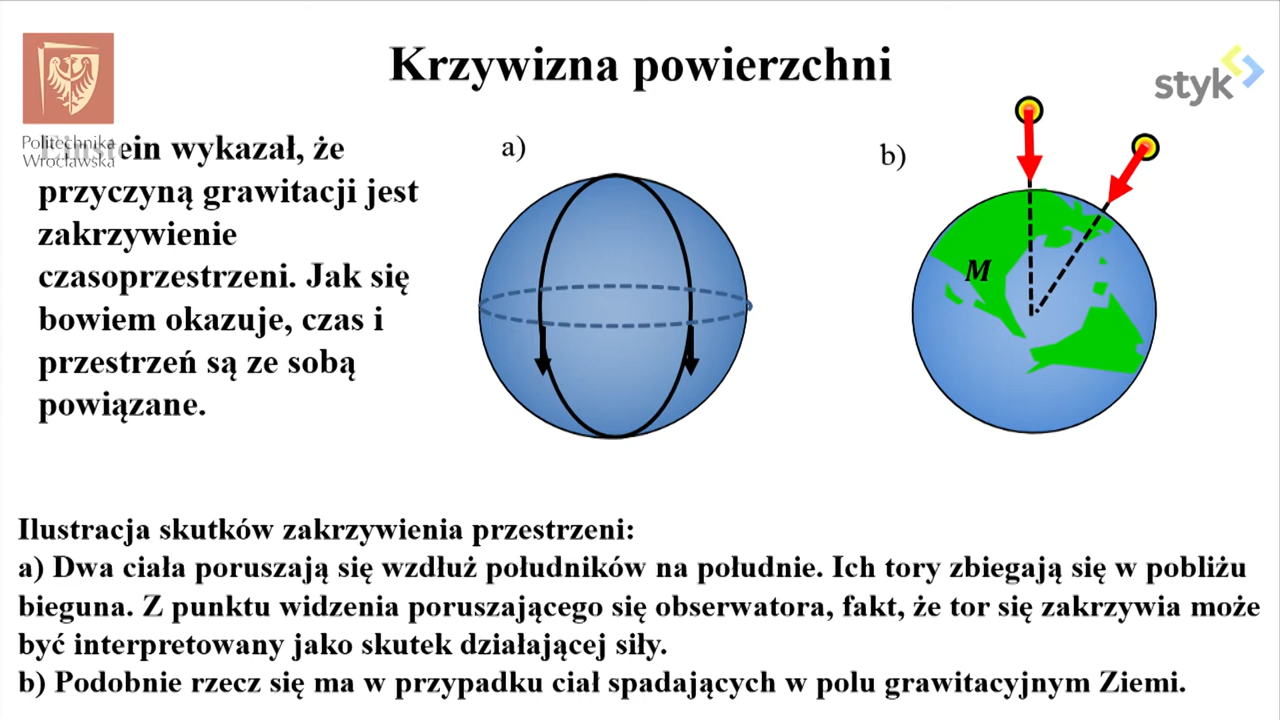 Krzywizna powierzchni
styk
Politechnika
Wrocławska
Einstein wykazał, że
przyczyną grawitacji jest
zakrzywienie
czasoprzestrzeni. Jak się
bowiem okazuje, czas i
przestrzeń są ze sobą
powiązane.
a)
b)
M
Ilustracja skutków zakrzywienia przestrzeni:
a) Dwa ciała poruszają się wzdłuż południków na południe. Ich tory zbiegają się w pobliżu
bieguna. Z punktu widzenia poruszającego się obserwatora, fakt, że tor się zakrzywia może
być interpretowany jako skutek działającej siły.
b) Podobnie rzecz się ma w przypadku ciał spadających w polu grawitacyjnym Ziemi.